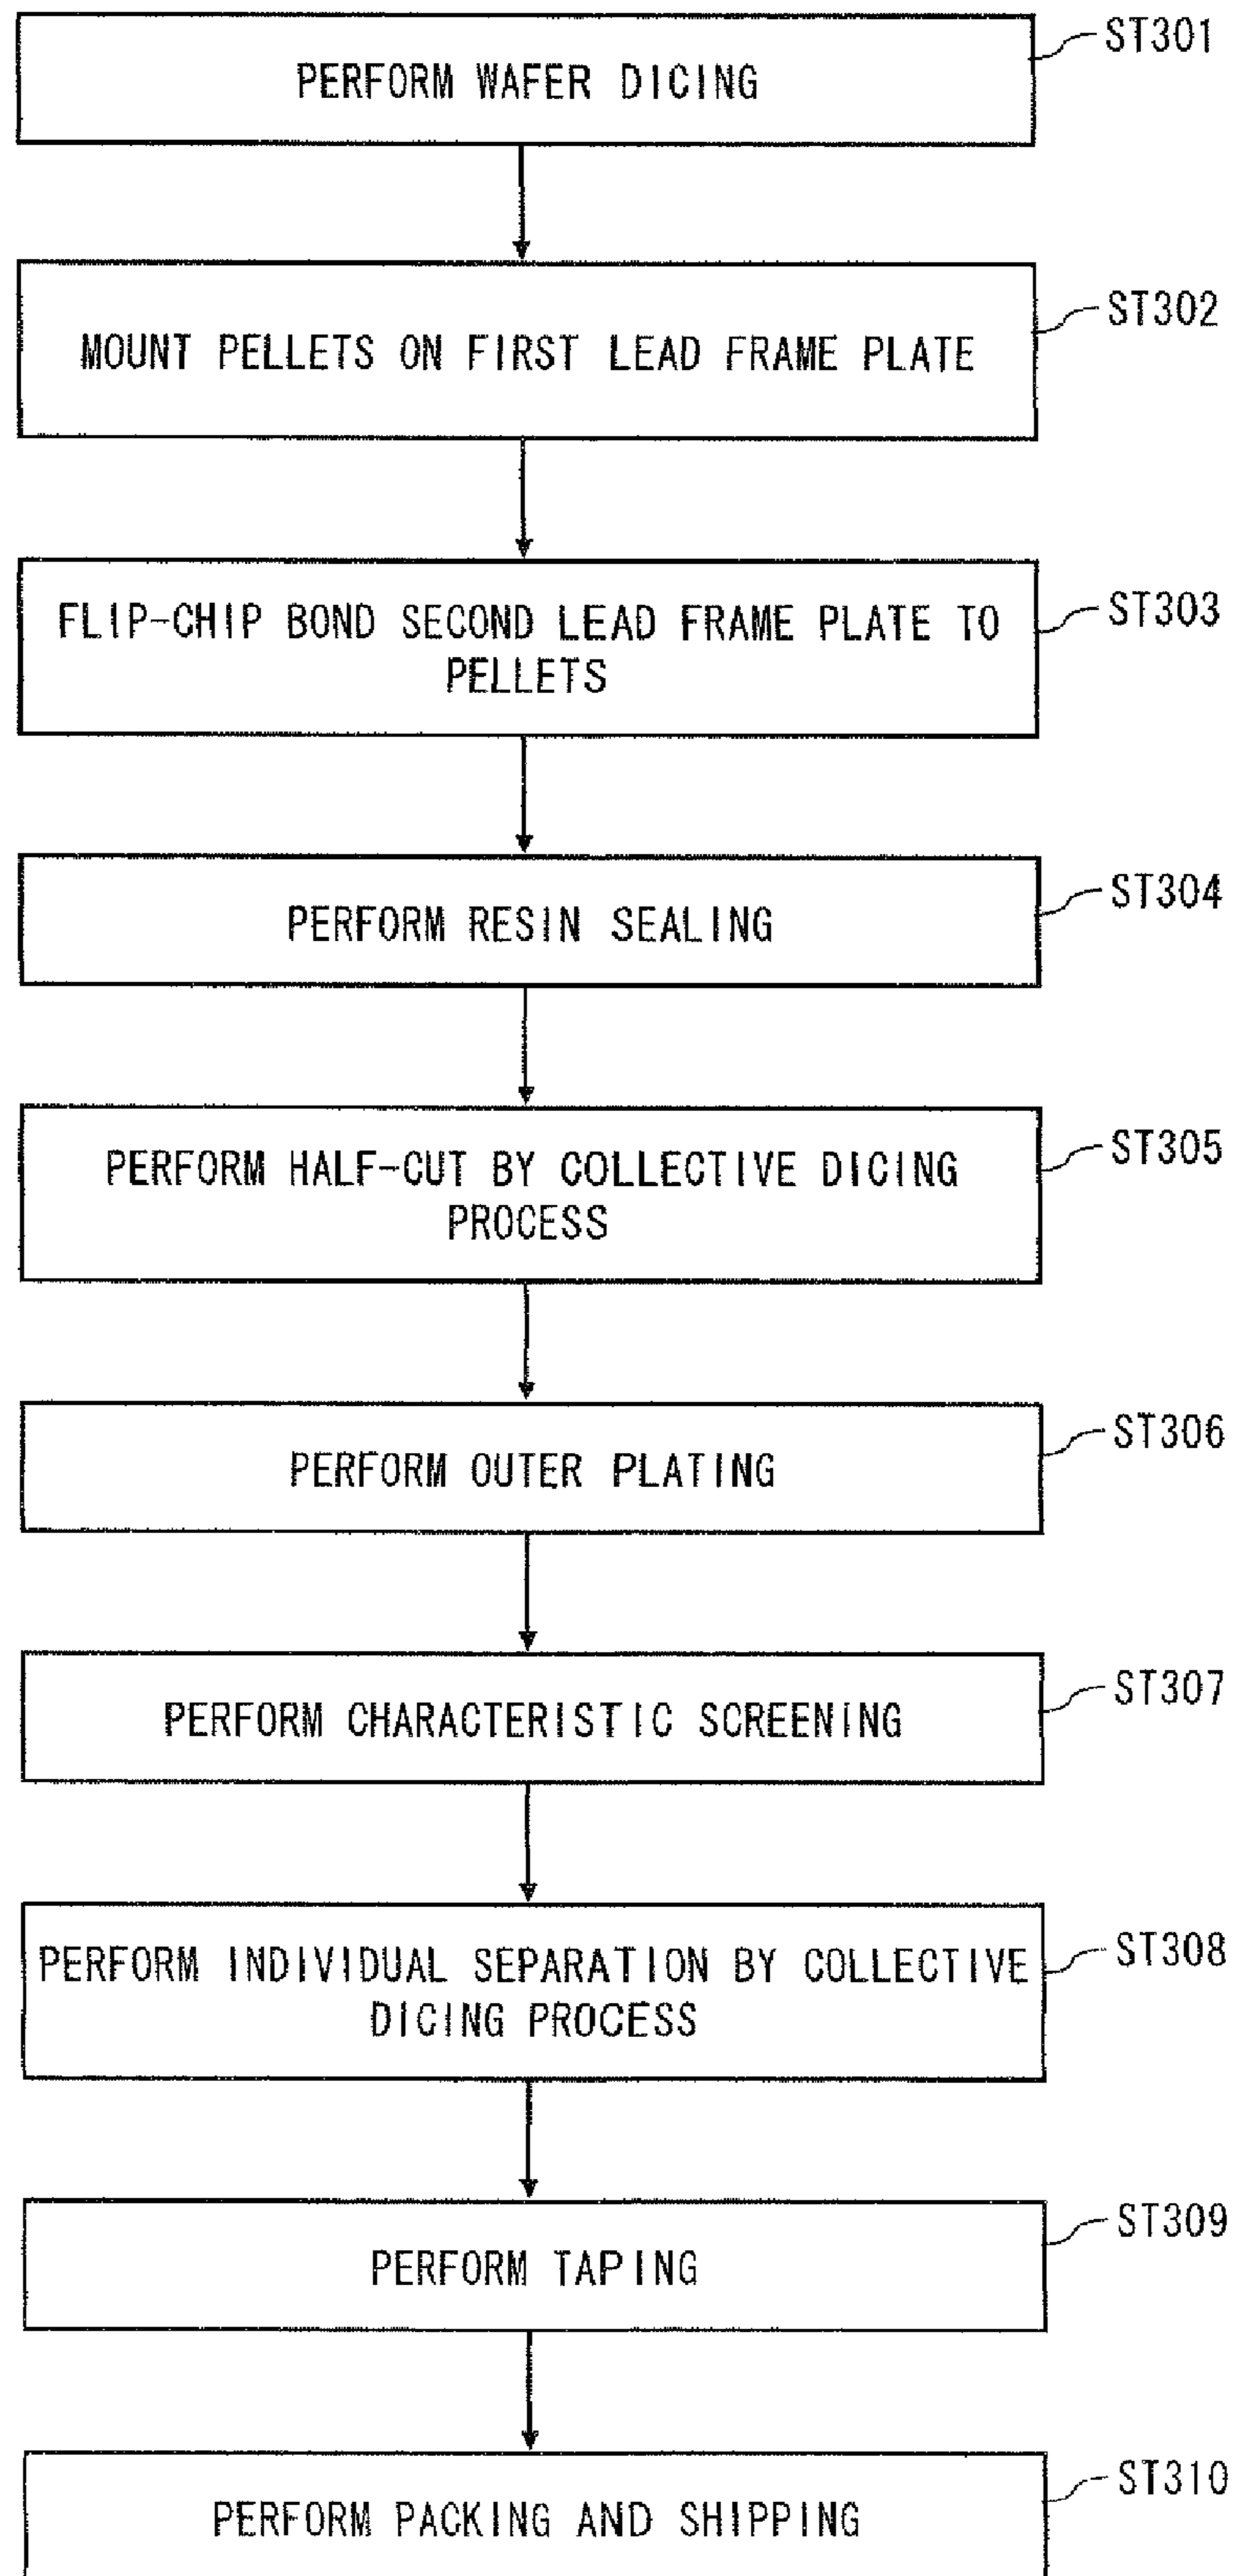 PERFORM WAFER DICING
ST301
MOUNT PELLETS ON FIRST LEAD FRAME PLATE
ST302
FLIP-CHIP BOND SECOND LEAD FRAME PLATE TO
PELLETS
ST303
PERFORM RESIN SEALING
ST304
PERFORM HALF-CUT BY COLLECTIVE DICING
PROCESS
ST305
PERFORM OUTER PLATING
ST306
PERFORM CHARACTERISTIC SCREENING
ST307
PERFORM INDIVIDUAL SEPARATION BY COLLECTIVE
DICING PROCESS
ST308
PERFORM TAPING
ST309
PERFORM PACKING AND SHIPPING
ST310